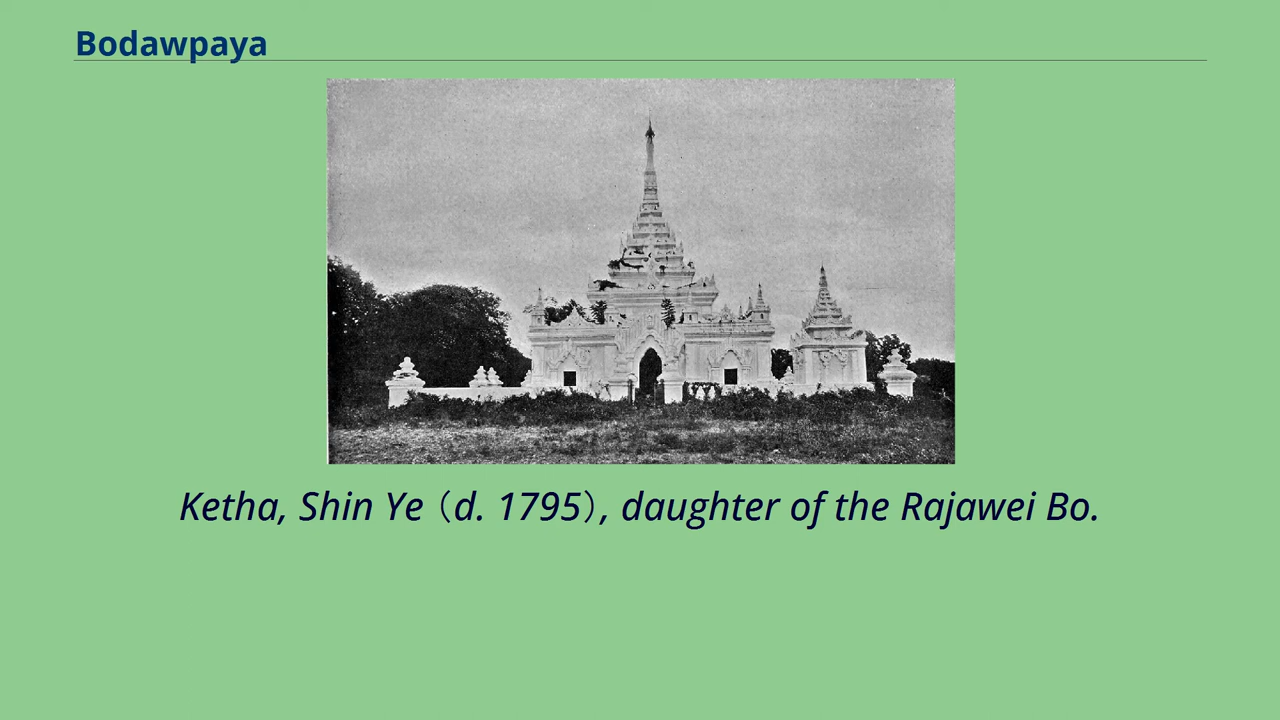 Bodawpaya
Ketha, Shin Ye (d. 1795), daughter of the Rajawei Bo.